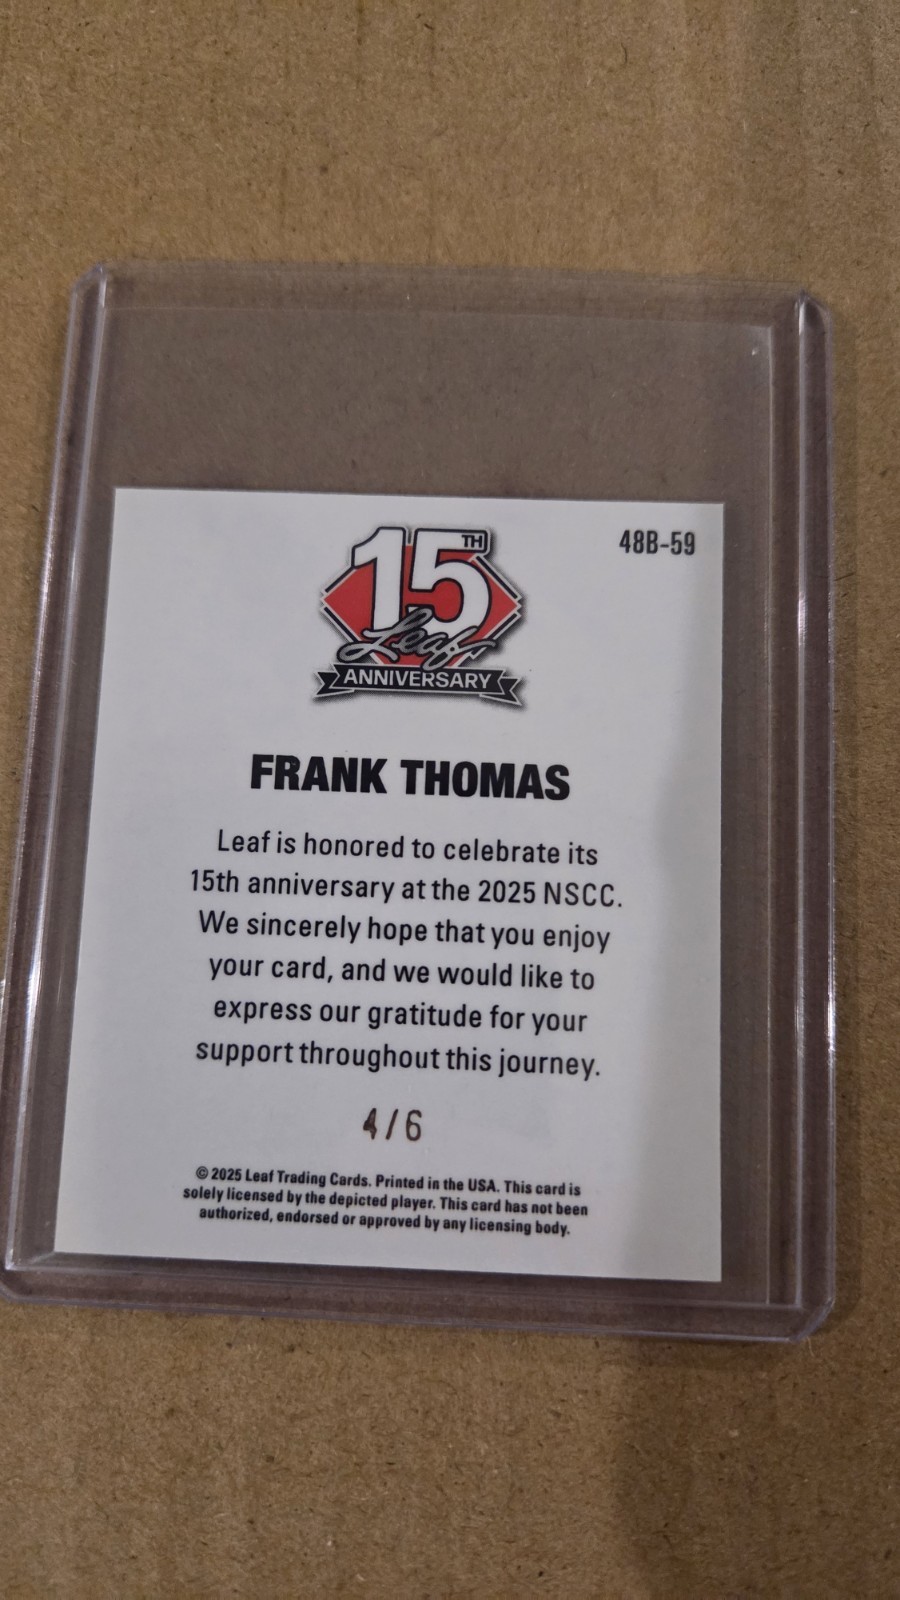 48B-59
15TH
Leaf
ANNIVERSARY
FRANK THOMAS
Leaf is honored to celebrate its
15th anniversary at the 2025 NSCC.
We sincerely hope that you enjoy
your card, and we would like to
express our gratitude for your
support throughout this journey.
4/6
© 2025 Leaf Trading Cards. Printed in the USA. This card is
solely licensed by the depicted player. This card has not been
authorized, endorsed or approved by any licensing body.